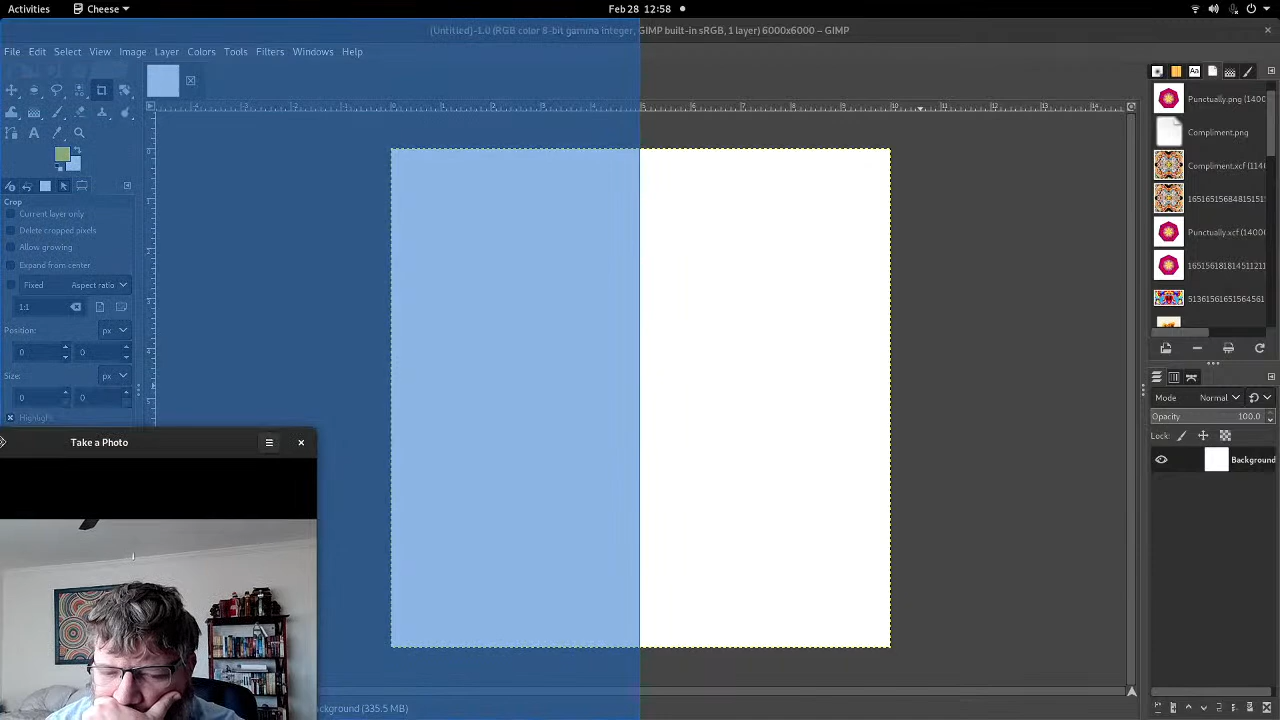 Activities
Cheese
Feb 28 12:58
(Untitled)-1.0 (RGB color 8-bit gamma integer, GIMP built-in sRGB, 1 layer) 6000x6000 – GIMP
File Edit Select View Image Layer Colors Tools Filters Windows Help
Crop
Current layer only
Delete cropped pixels
Allow growing
Expand from center
Fixed Aspect ratio
1:1
Position: px
0 0
Size: px
0 0
Highlight
Take a Photo
ckground (335.5 MB)
Punctually.png (1400
Compliment.png
Compliment.xcf (114
Punctually.xcf (1400
Mode Normal
Opacity 100.0
Lock:
Background